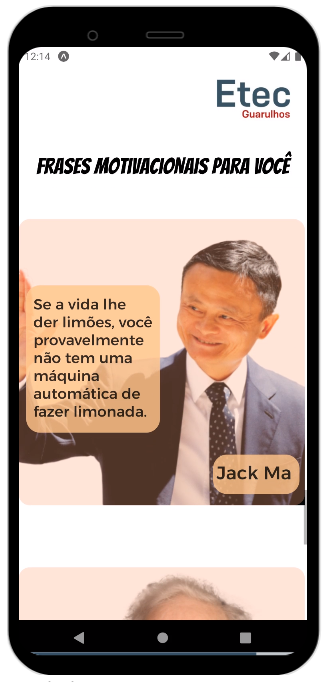 12:14
Etec
Guarulhos
FRASES MOTIVACIONAIS PARA VOCÊ
Se a vida lhe
der limões, você
provavelmente
não tem uma
máquina
automática de
fazer limonada.
Jack Ma